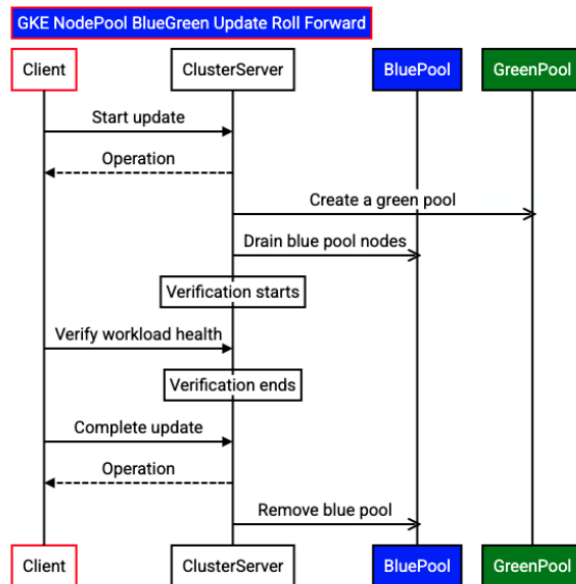 GKE NodePool BlueGreen Update Roll Forward
Client
ClusterServer
BluePool
GreenPool
Start update
Operation
Create a green pool
Drain blue pool nodes
Verification starts
Verify workload health
Verification ends
Complete update
Operation
Remove blue pool
Client
ClusterServer
BluePool
GreenPool